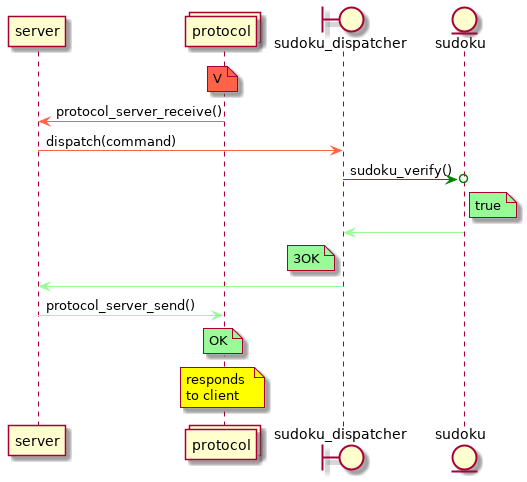 server
protocol
sudoku_dispatcher
sudoku
V
protocol_server_receive()
dispatch(command)
sudoku_verify()
true
3OK
protocol_server_send()
OK
responds
to client
server
protocol
sudoku_dispatcher
sudoku